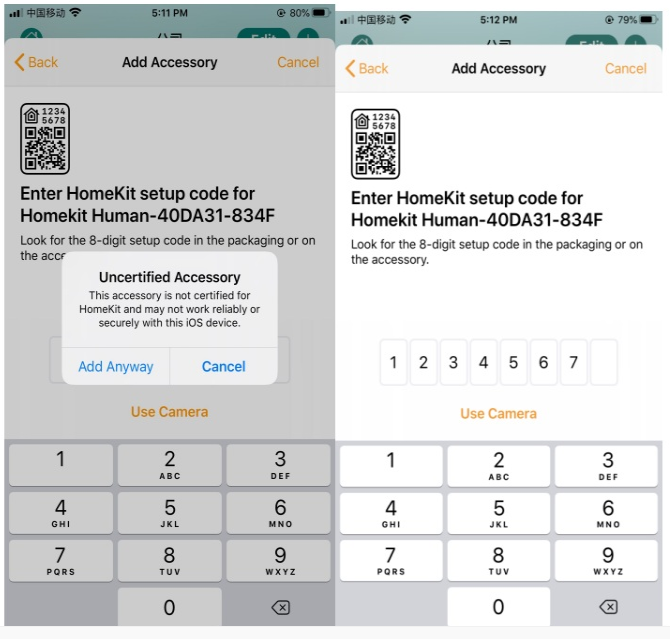 中国移动
5:11 PM
80%
公司
Edit
Back
Add Accessory
Cancel
1234
5678
Enter HomeKit setup code for
Homekit Human-40DA31-834F
Look for the 8-digit setup code in the packaging or on
the acce
Uncertified Accessory
This accessory is not certified for
HomeKit and may not work reliably or
securely with this iOS device.
Add Anyway
Cancel
Use Camera
1
2
ABC
3
DEF
4
GHI
5
JKL
6
MNO
7
PQRS
8
TUV
9
WXYZ
0
中国移动
5:12 PM
79%
Back
Add Accessory
Cancel
1234
5678
Enter HomeKit setup code for
Homekit Human-40DA31-834F
Look for the 8-digit setup code in the packaging or on
the accessory.
1 2 3 4 5 6 7
Use Camera
1
2
ABC
3
DEF
4
GHI
5
JKL
6
MNO
7
PQRS
8
TUV
9
WXYZ
0